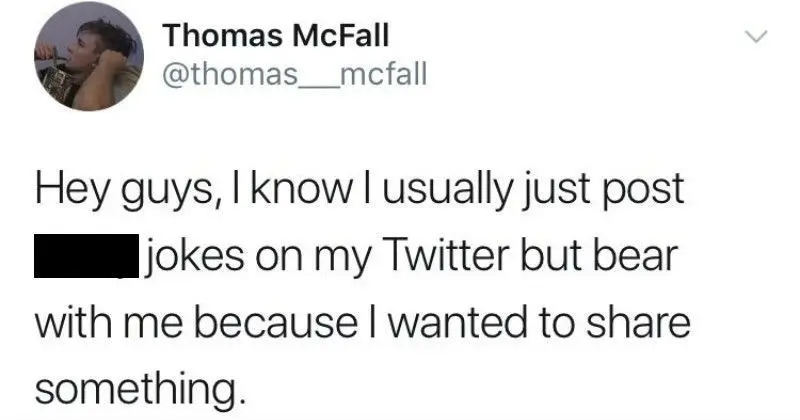 Thomas McFall
@thomas__mcfall
Hey guys, I know I usually just post
jokes on my Twitter but bear
with me because I wanted to share
something.